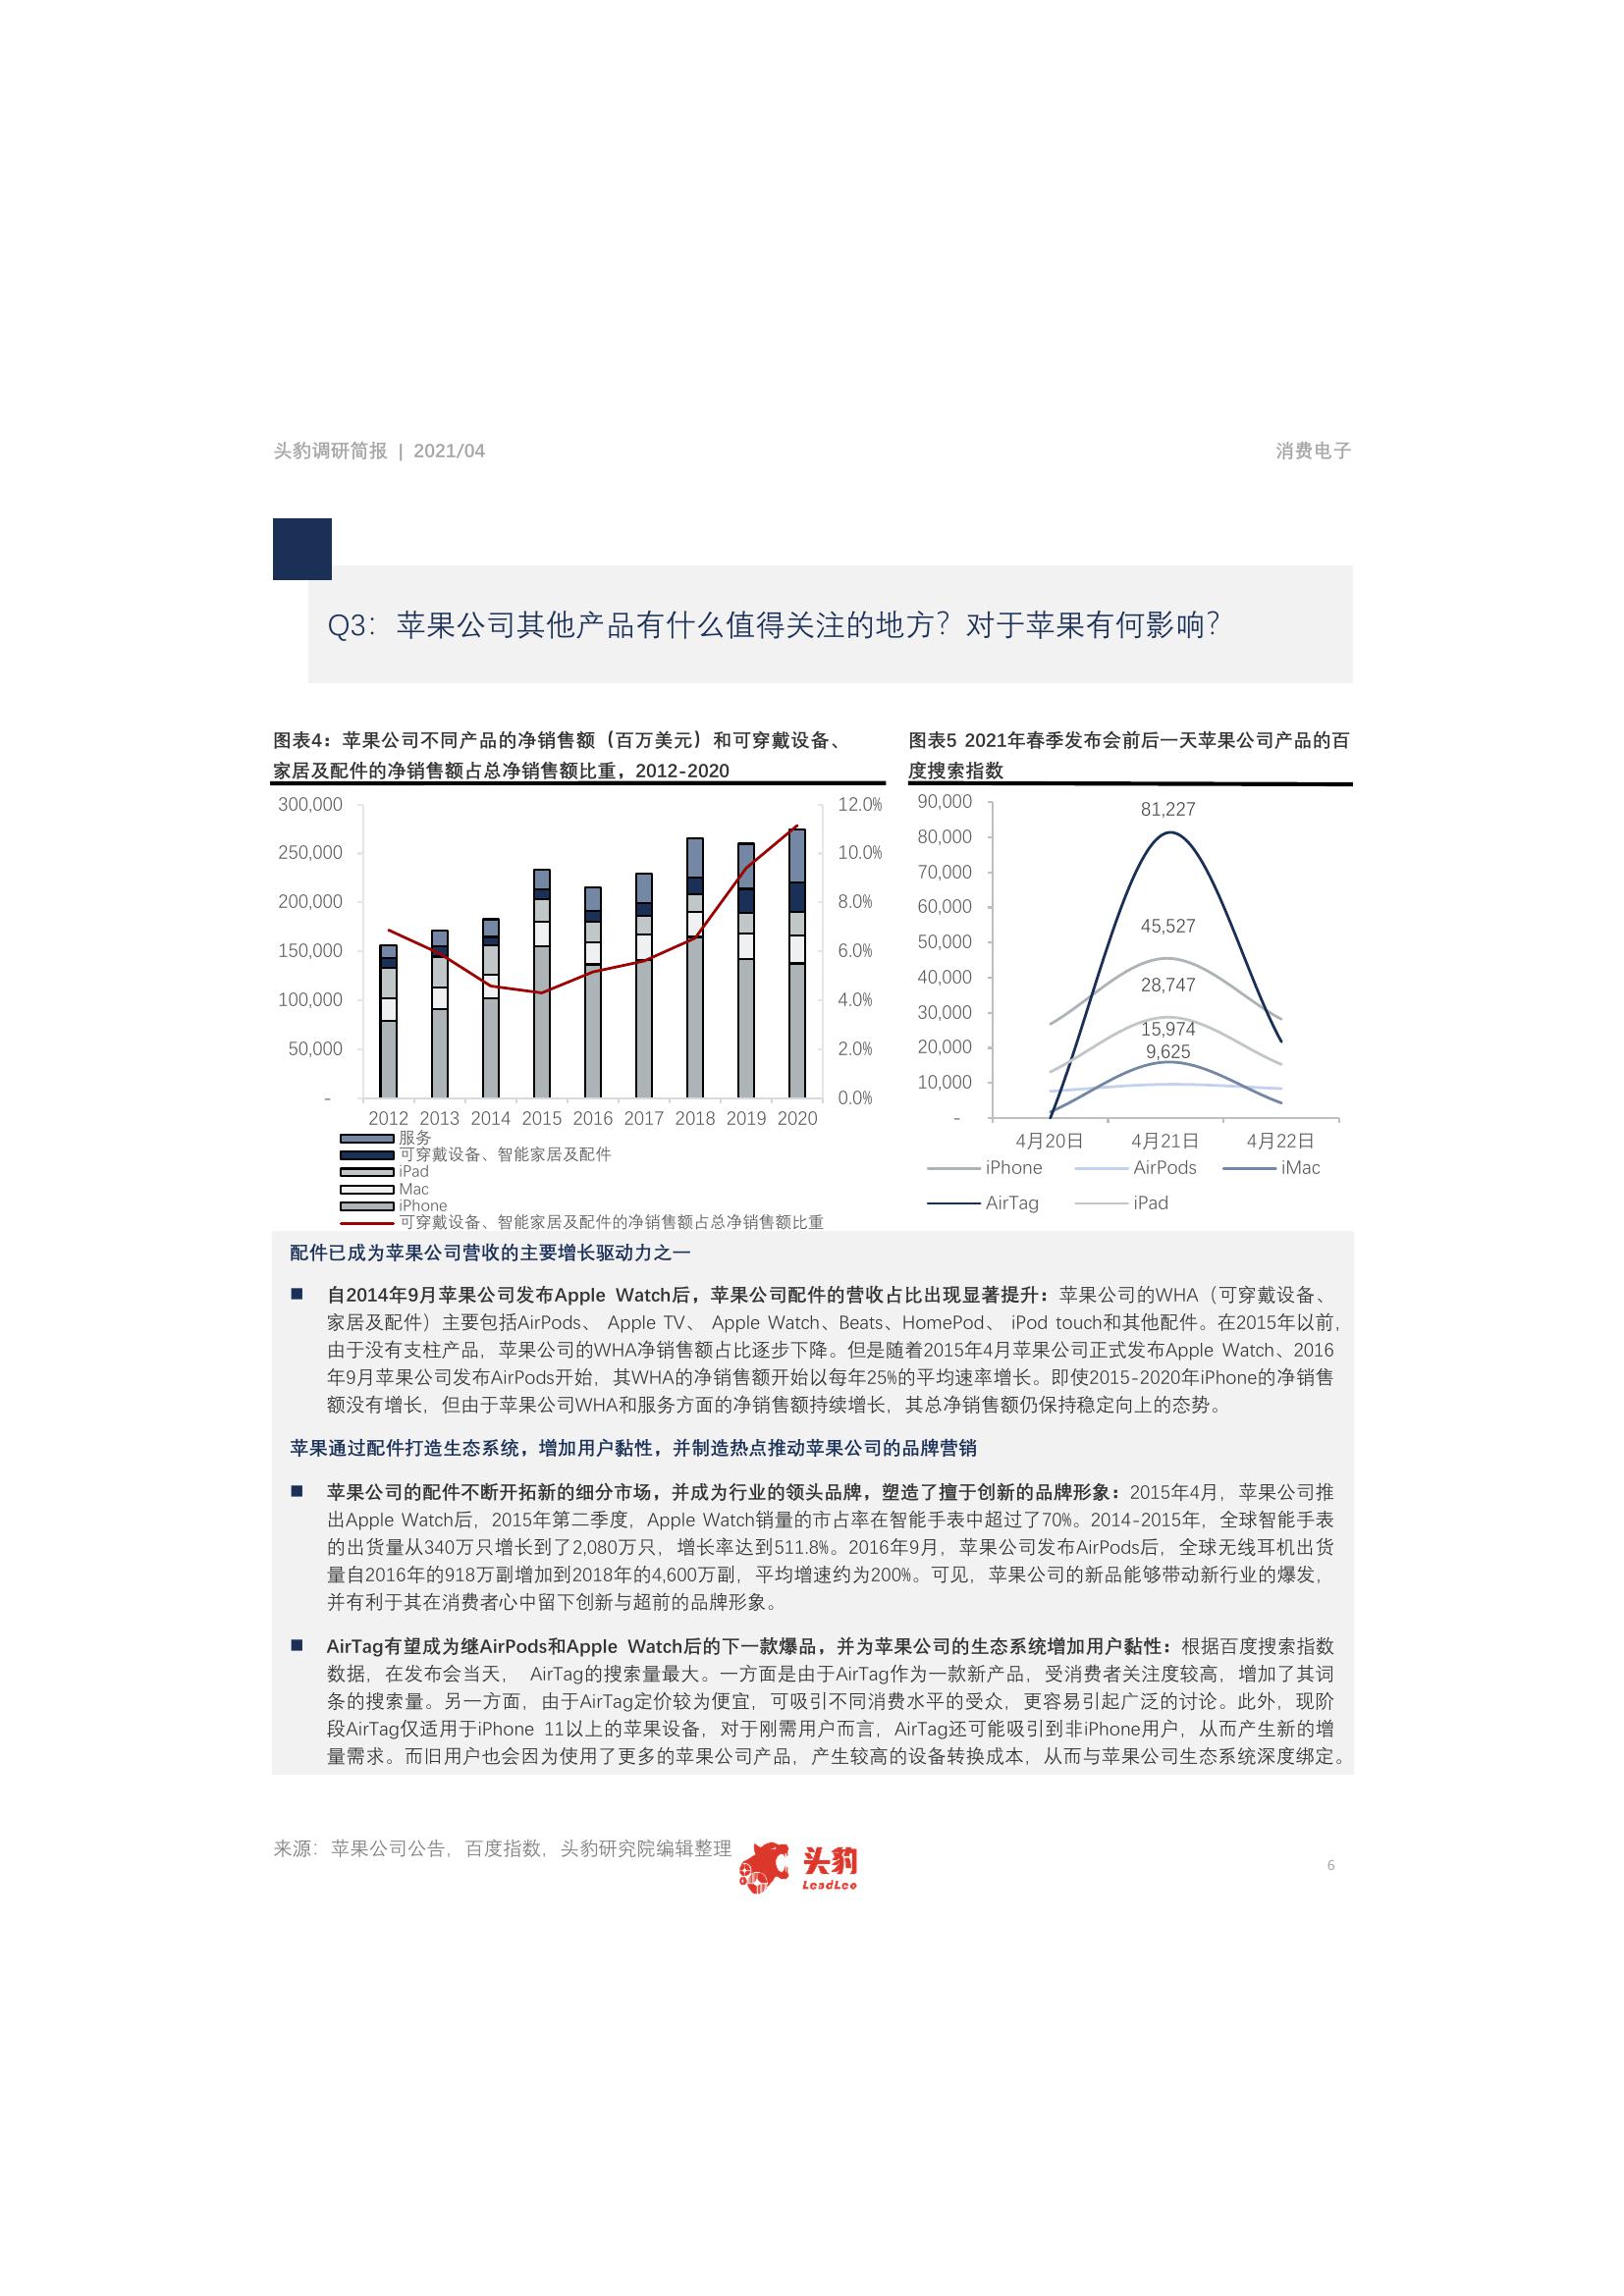 头豹调研简报 | 2021/04
消费电子
Q3：苹果公司其他产品有什么值得关注的地方？对于苹果有何影响？
图表4：苹果公司不同产品的净销售额（百万美元）和可穿戴设备、
家居及配件的净销售额占总净销售额比重，2012-2020
300,000
250,000
200,000
150,000
100,000
50,000
-
12.0%
10.0%
8.0%
6.0%
4.0%
2.0%
0.0%
2012 2013 2014 2015 2016 2017 2018 2019 2020
服务
可穿戴设备、智能家居及配件
iPad
Mac
iPhone
可穿戴设备、智能家居及配件的净销售额占总净销售额比重
图表5 2021年春季发布会前后一天苹果公司产品的百
度搜索指数
90,000
80,000
70,000
60,000
50,000
40,000
30,000
20,000
10,000
-
81,227
45,527
28,747
15,974
9,625
4月20日 4月21日 4月22日
iPhone AirPods iMac
AirTag iPad
配件已成为苹果公司营收的主要增长驱动力之一
■ 自2014年9月苹果公司发布Apple Watch后，苹果公司配件的营收占比出现显著提升：苹果公司的WHA（可穿戴设备、
家居及配件）主要包括AirPods、 Apple TV、 Apple Watch、Beats、HomePod、 iPod touch和其他配件。在2015年以前，
由于没有支柱产品，苹果公司的WHA净销售额占比逐步下降。但是随着2015年4月苹果公司正式发布Apple Watch、2016
年9月苹果公司发布AirPods开始，其WHA的净销售额开始以每年25%的平均速率增长。即使2015-2020年iPhone的净销售
额没有增长，但由于苹果公司WHA和服务方面的净销售额持续增长，其总净销售额仍保持稳定向上的态势。
苹果通过配件打造生态系统，增加用户黏性，并制造热点推动苹果公司的品牌营销
■ 苹果公司的配件不断开拓新的细分市场，并成为行业的领头品牌，塑造了擅于创新的品牌形象：2015年4月，苹果公司推
出Apple Watch后，2015年第二季度，Apple Watch销量的市占率在智能手表中超过了70%。2014-2015年，全球智能手表
的出货量从340万只增长到了2,080万只，增长率达到511.8%。2016年9月，苹果公司发布AirPods后，全球无线耳机出货
量自2016年的918万副增加到2018年的4,600万副，平均增速约为200%。可见，苹果公司的新品能够带动新行业的爆发，
并有利于其在消费者心中留下创新与超前的品牌形象。
■ AirTag有望成为继AirPods和Apple Watch后的下一款爆品，并为苹果公司的生态系统增加用户黏性：根据百度搜索指数
数据，在发布会当天， AirTag的搜索量最大。一方面是由于AirTag作为一款新产品，受消费者关注度较高，增加了其词
条的搜索量。另一方面，由于AirTag定价较为便宜，可吸引不同消费水平的受众，更容易引起广泛的讨论。此外，现阶
段AirTag仅适用于iPhone 11以上的苹果设备，对于刚需用户而言，AirTag还可能吸引到非iPhone用户，从而产生新的增
量需求。而旧用户也会因为使用了更多的苹果公司产品，产生较高的设备转换成本，从而与苹果公司生态系统深度绑定。
来源：苹果公司公告，百度指数，头豹研究院编辑整理
头豹
LeadLeo
6